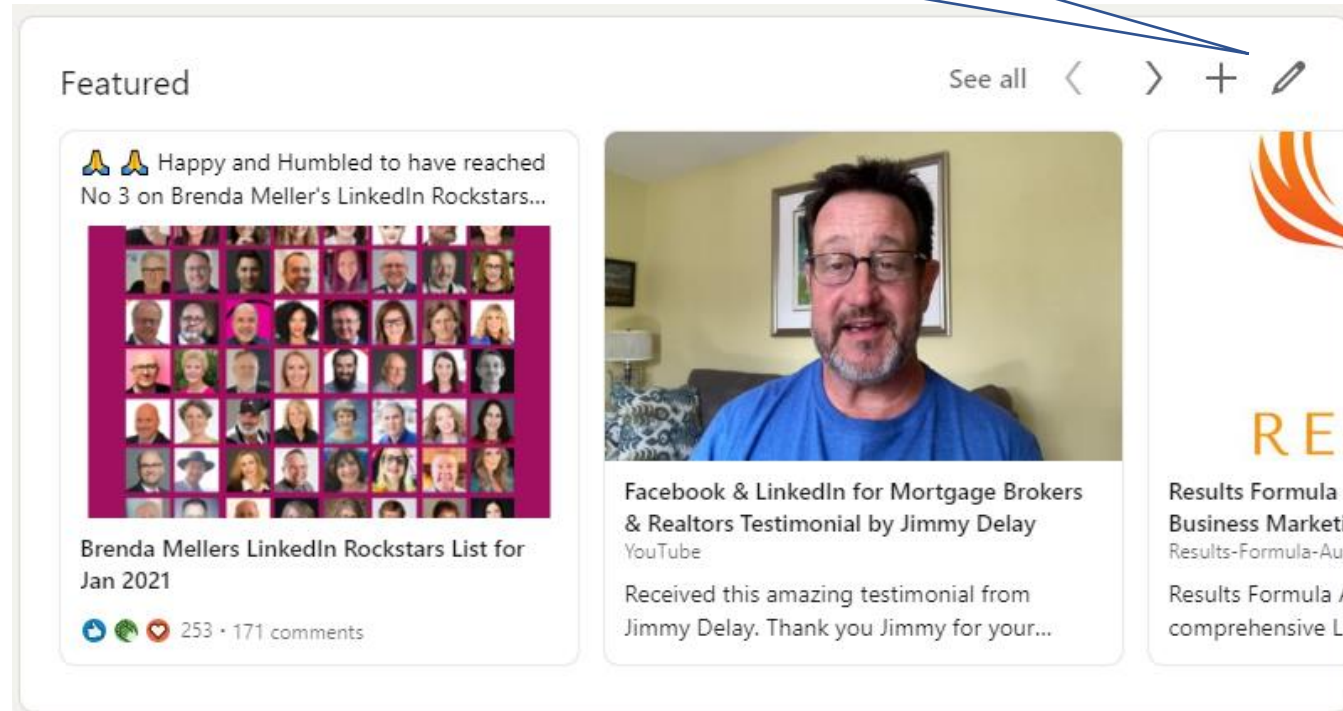 Featured
See all
🙏 🙏 Happy and Humbled to have reached
No 3 on Brenda Meller's LinkedIn Rockstars...
Brenda Mellers LinkedIn Rockstars List for
Jan 2021
253 · 171 comments
Facebook & LinkedIn for Mortgage Brokers
& Realtors Testimonial by Jimmy Delay
YouTube
Received this amazing testimonial from
Jimmy Delay. Thank you Jimmy for your...
RE
Results Formula
Business Market
Results-Formula-Au
Results Formula A
comprehensive L